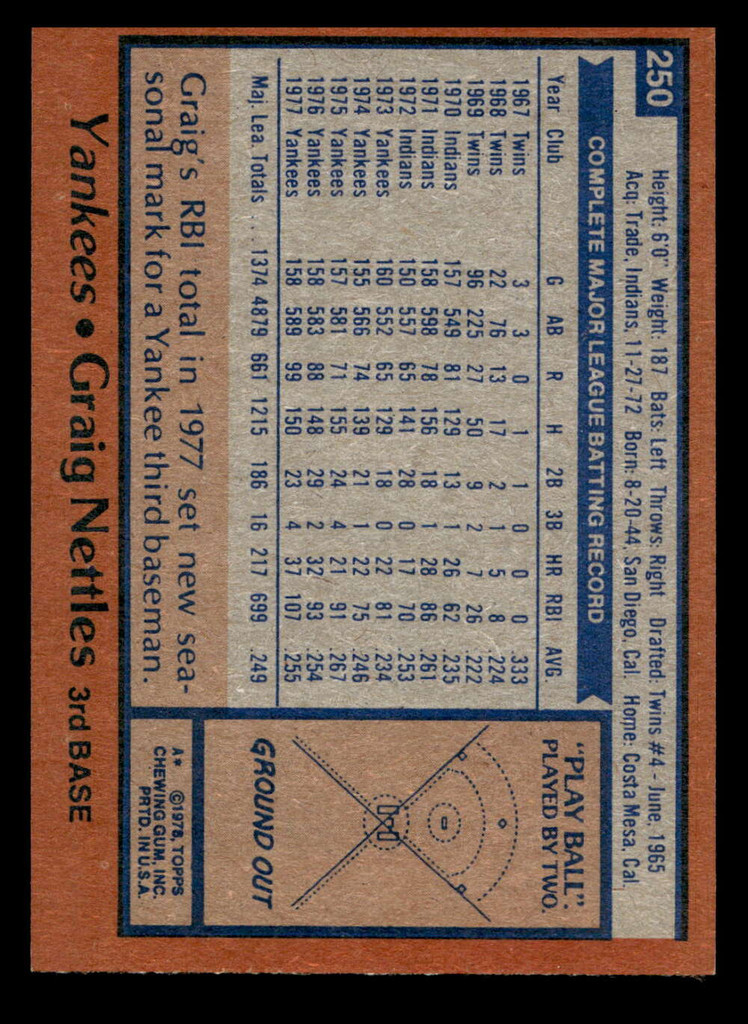 250
Height: 6'0" Weight: 187 Bats: Left Throws: Right Drafted: Twins #4 - June, 1965
Acq: Trade, Indians, 11-27-72 Born: 8-20-44, San Diego, Cal. Home: Costa Mesa, Cal.
COMPLETE MAJOR LEAGUE BATTING RECORD
Year Club G AB R H 2B 3B HR RBI AVG.
1967 Twins 3 3 0 1 1 0 0 0 .333
1968 Twins 22 76 13 17 2 1 5 8 .224
1969 Twins 96 225 27 50 9 2 7 26 .222
1970 Indians 157 549 81 129 13 1 26 62 .235
1971 Indians 158 598 78 156 18 1 28 86 .261
1972 Indians 150 557 65 141 28 0 17 70 .253
1973 Yankees 160 552 65 129 18 0 22 81 .234
1974 Yankees 155 566 74 139 21 1 22 75 .246
1975 Yankees 157 581 71 155 24 4 21 91 .267
1976 Yankees 158 583 88 148 29 2 32 93 .254
1977 Yankees 158 589 99 150 23 4 37 107 .255
Maj. Lea. Totals . . 1374 4879 661 1215 186 16 217 699 .249
Graig's RBI total in 1977 set new sea-
sonal mark for a Yankee third baseman.
"PLAY BALL":
PLAYED BY TWO.
GROUND OUT
A* ©1978, TOPPS
CHEWING GUM, INC.
PRTD. IN U.S.A.
Yankees • Graig Nettles 3rd BASE